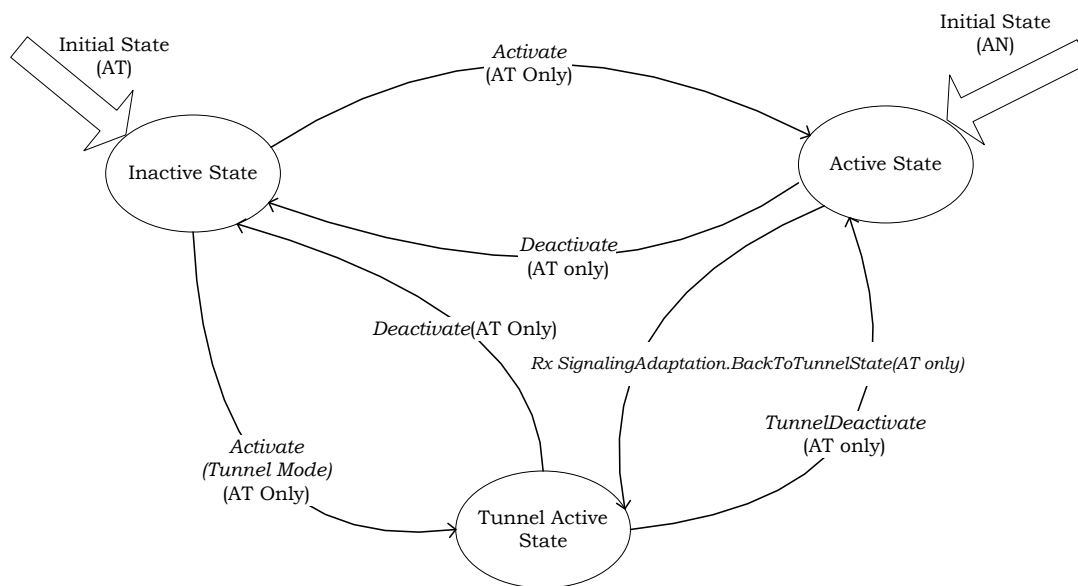 Initial State
(AT)
Initial State
(AN)
Activate
(AT Only)
Inactive State
Active State
Deactivate
(AT only)
Deactivate(AT Only)
Rx SignalingAdaptation.BackToTunnelState(AT only)
TunnelDeactivate
(AT only)
Activate
(Tunnel Mode)
(AT Only)
Tunnel Active
State